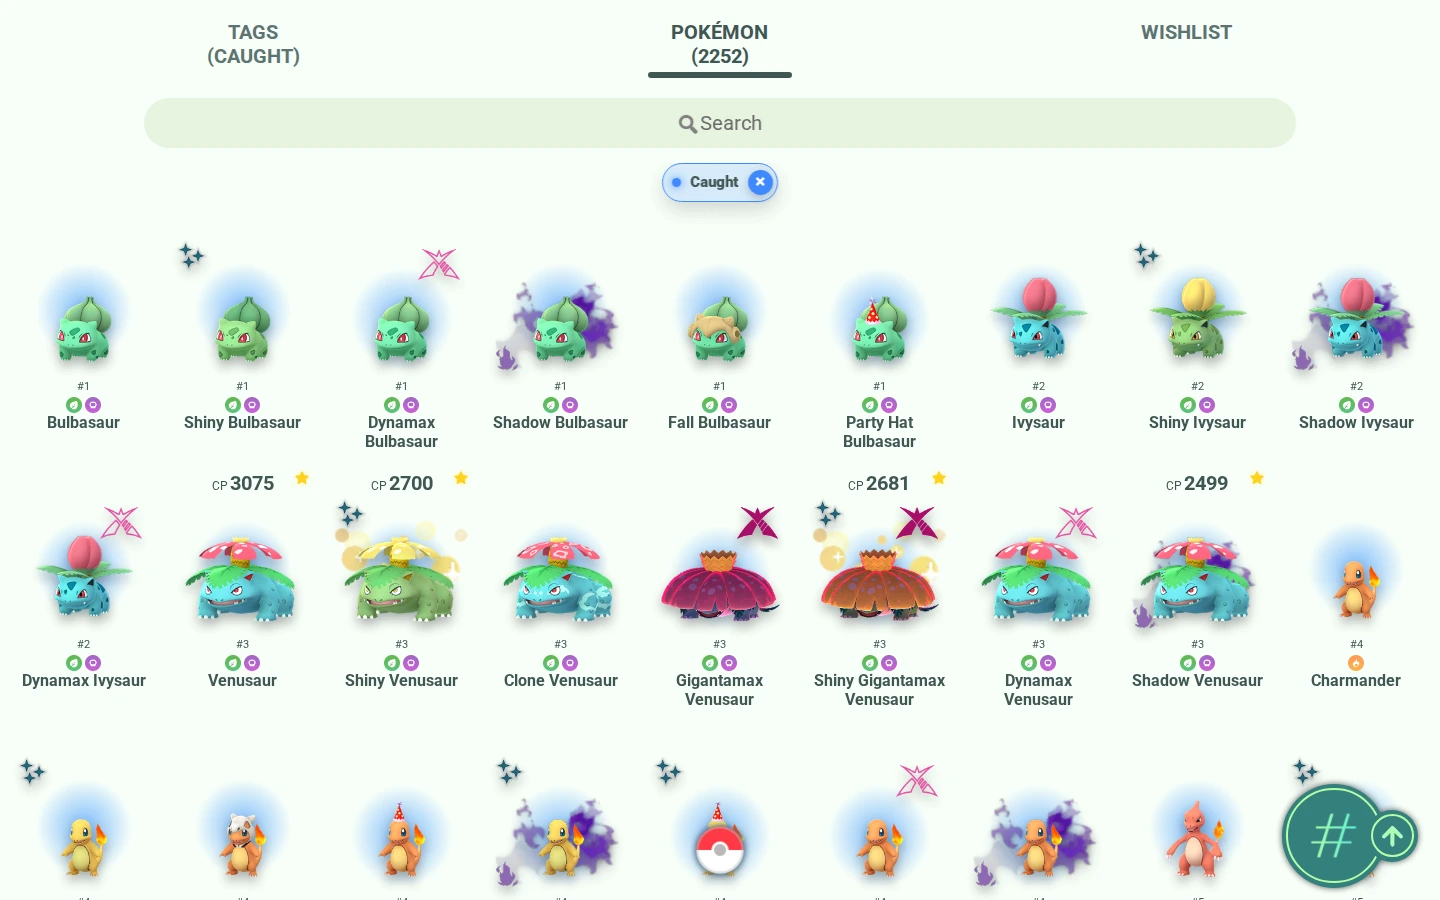 TAGS
(CAUGHT)
POKÉMON
(2252)
WISHLIST
Search
Caught
#1
Bulbasaur
#1
Shiny Bulbasaur
#1
Dynamax
Bulbasaur
#1
Shadow Bulbasaur
#1
Fall Bulbasaur
#1
Party Hat
Bulbasaur
#2
Ivysaur
#2
Shiny Ivysaur
#2
Shadow Ivysaur
#2
Dynamax Ivysaur
CP 3075
#3
Venusaur
CP 2700
#3
Shiny Venusaur
#3
Clone Venusaur
#3
Gigantamax
Venusaur
CP 2681
#3
Shiny Gigantamax
Venusaur
#3
Dynamax
Venusaur
CP 2499
#3
Shadow Venusaur
#4
Charmander
#